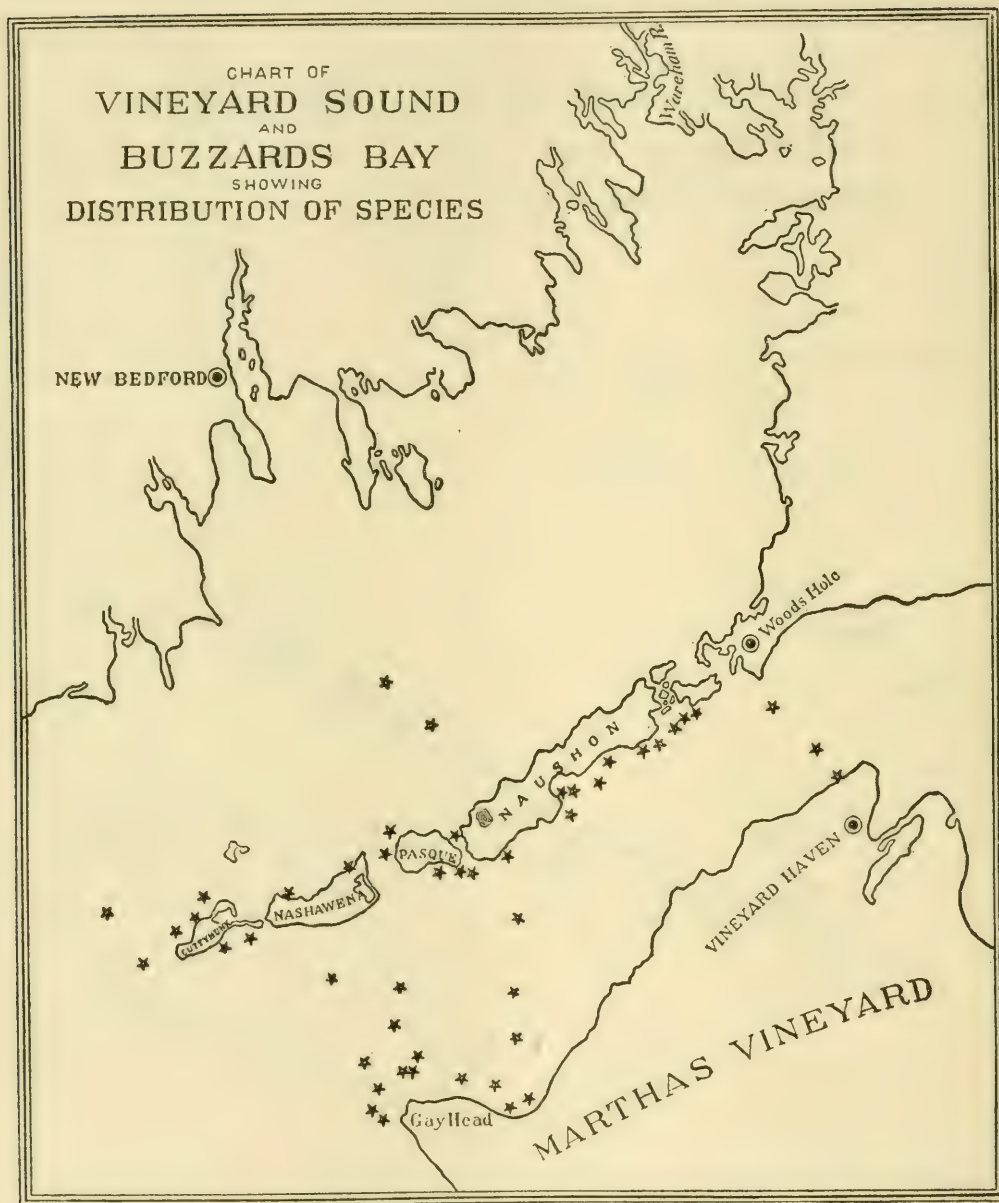 CHART OF
VINEYARD SOUND
AND
BUZZARDS BAY
SHOWING
DISTRIBUTION OF SPECIES
Wareham R.
NEW BEDFORD
Woods Hole
NAUSHON
PASQUE
NASHAWENA
CUTTYHUNK
VINEYARD HAVEN
MARTHAS VINEYARD
Gay Head